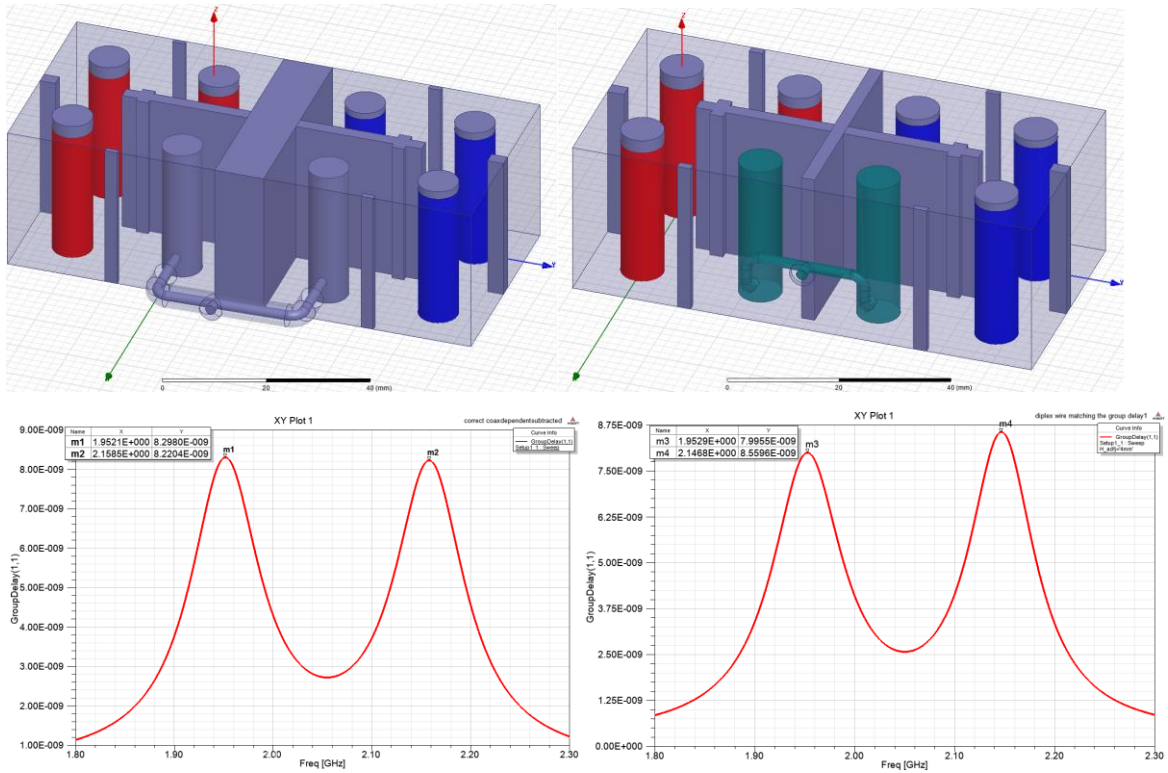 Z
Y
0 20 40 (mm)
Z
Y
0 20 40 (mm)
XY Plot 1
correct coaxdependentsubtracted
Name X Y
m1 1.9521E+000 8.2980E-009
m2 2.1585E+000 8.2204E-009
Curve Info
GroupDelay(1,1)
Setup1_1 : Sweep
m1
m2
9.00E-009
8.00E-009
7.00E-009
6.00E-009
5.00E-009
4.00E-009
3.00E-009
2.00E-009
1.00E-009
GroupDelay(1,1)
1.80 1.90 2.00 2.10 2.20 2.30
Freq [GHz]
XY Plot 1
diples wire matching the group delay1
Name X Y
m3 1.9529E+000 7.9955E-009
m4 2.1468E+000 8.5596E-009
Curve Info
GroupDelay(1,1)
Setup1_1 : Sweep
m3
m4
8.75E-009
7.50E-009
6.25E-009
5.00E-009
3.75E-009
2.50E-009
1.25E-009
0.00E+000
GroupDelay(1,1)
1.80 1.90 2.00 2.10 2.20 2.30
Freq [GHz]